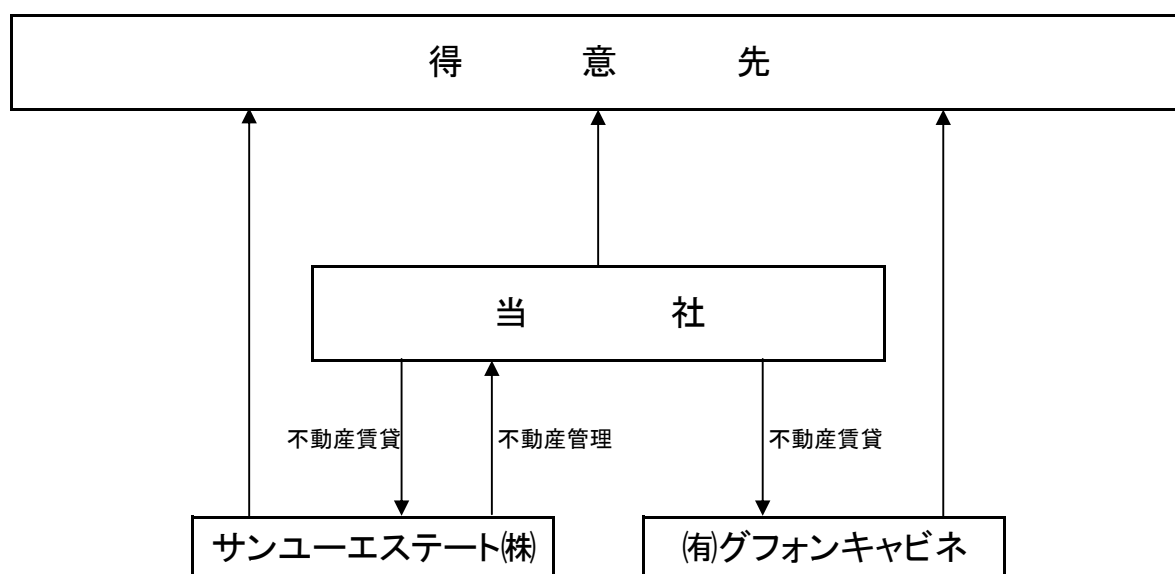 得 意 先
当 社
不動産賃貸 不動産管理 不動産賃貸
サンユーエステート㈱ ㈲グフォンキャビネ